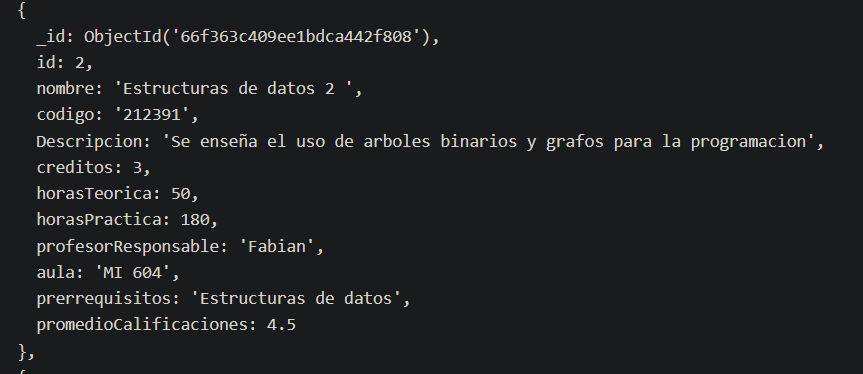 {
_id: ObjectId('66f363c409ee1bdca442f808'),
id: 2,
nombre: 'Estructuras de datos 2 ',
codigo: '212391',
Descripcion: 'Se enseña el uso de arboles binarios y grafos para la programacion',
creditos: 3,
horasTeorica: 50,
horasPractica: 180,
profesorResponsable: 'Fabian',
aula: 'MI 604',
prerrequisitos: 'Estructuras de datos',
promedioCalificaciones: 4.5
},
{